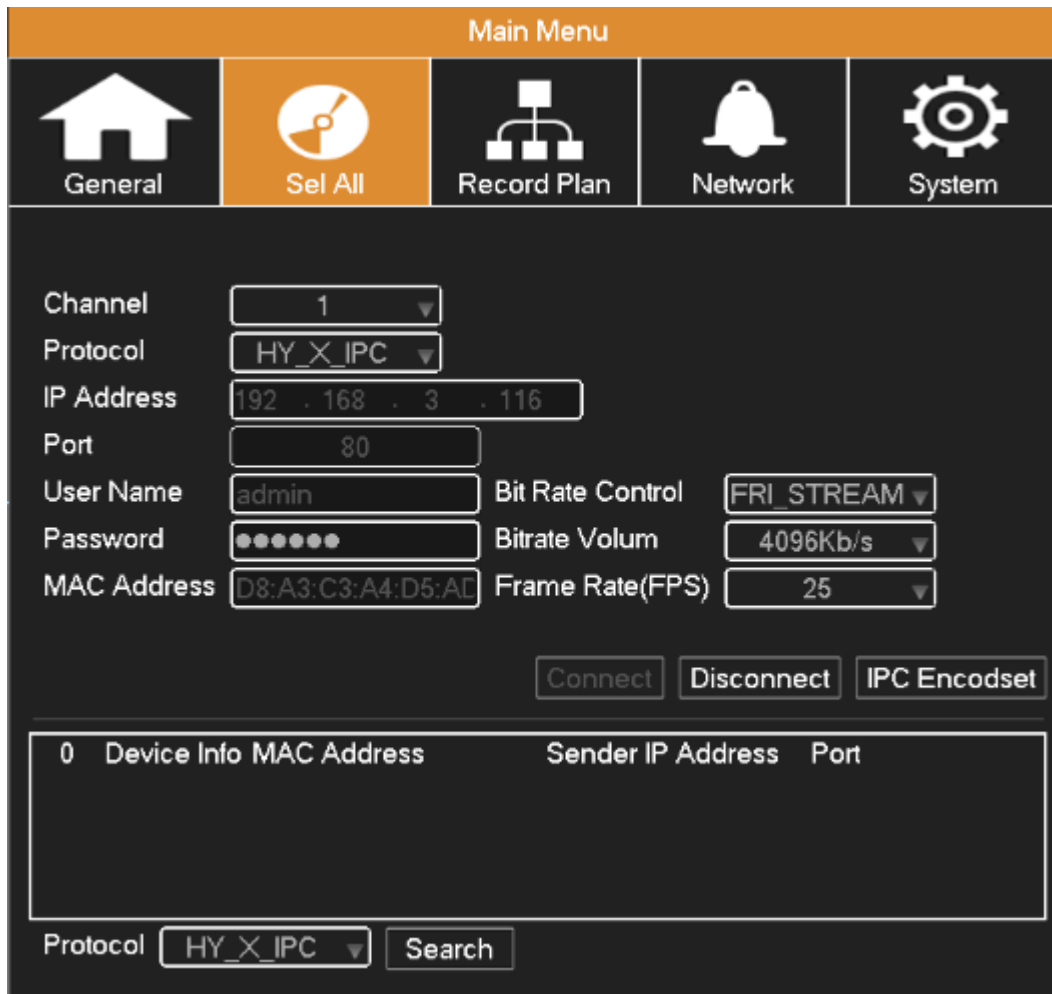 Main Menu
General Sel All Record Plan Network System
Channel 1
Protocol HY_X_IPC
IP Address 192 . 168 . 3 . 116
Port 80
User Name admin Bit Rate Control FRI_STREAM
Password ●●●●●● Bitrate Volum 4096Kb/s
MAC Address D8:A3:C3:A4:D5:AD Frame Rate(FPS) 25
Connect Disconnect IPC Encodset
0 Device Info MAC Address Sender IP Address Port
Protocol HY_X_IPC Search